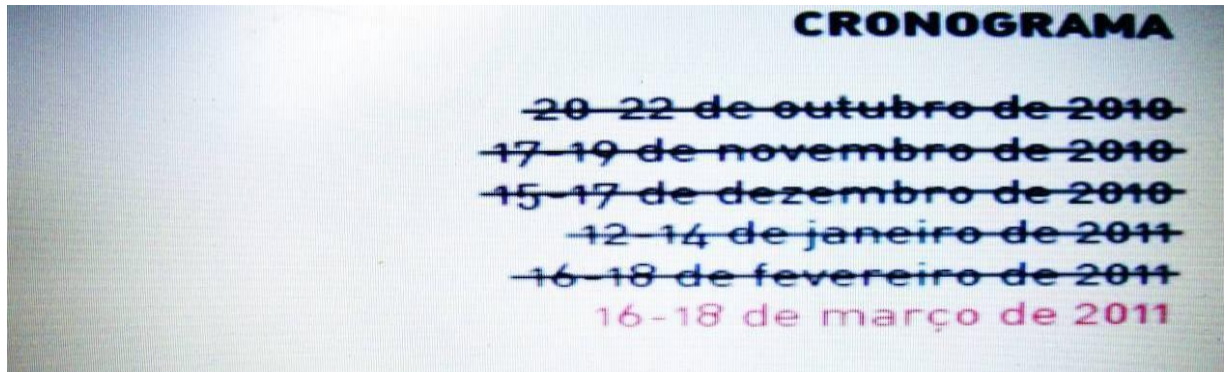 CRONOGRAMA
20-22 de outubro de 2010
17-19 de novembro de 2010
15-17 de dezembro de 2010
12-14 de janeiro de 2011
16-18 de fevereiro de 2011
16-18 de março de 2011